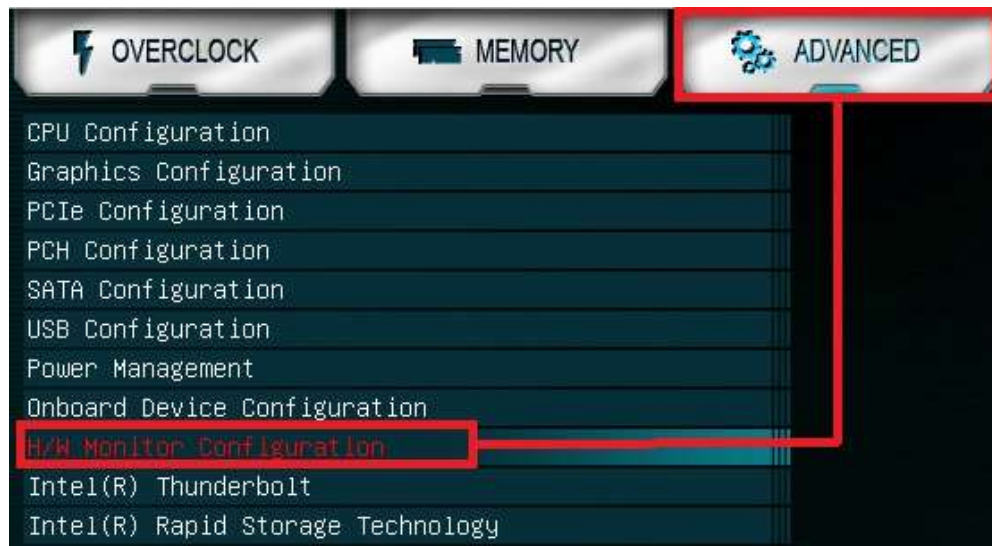 OVERCLOCK MEMORY ADVANCED
CPU Configuration
Graphics Configuration
PCIe Configuration
PCH Configuration
SATA Configuration
USB Configuration
Power Management
Onboard Device Configuration
H/W Monitor Configuration
Intel(R) Thunderbolt
Intel(R) Rapid Storage Technology